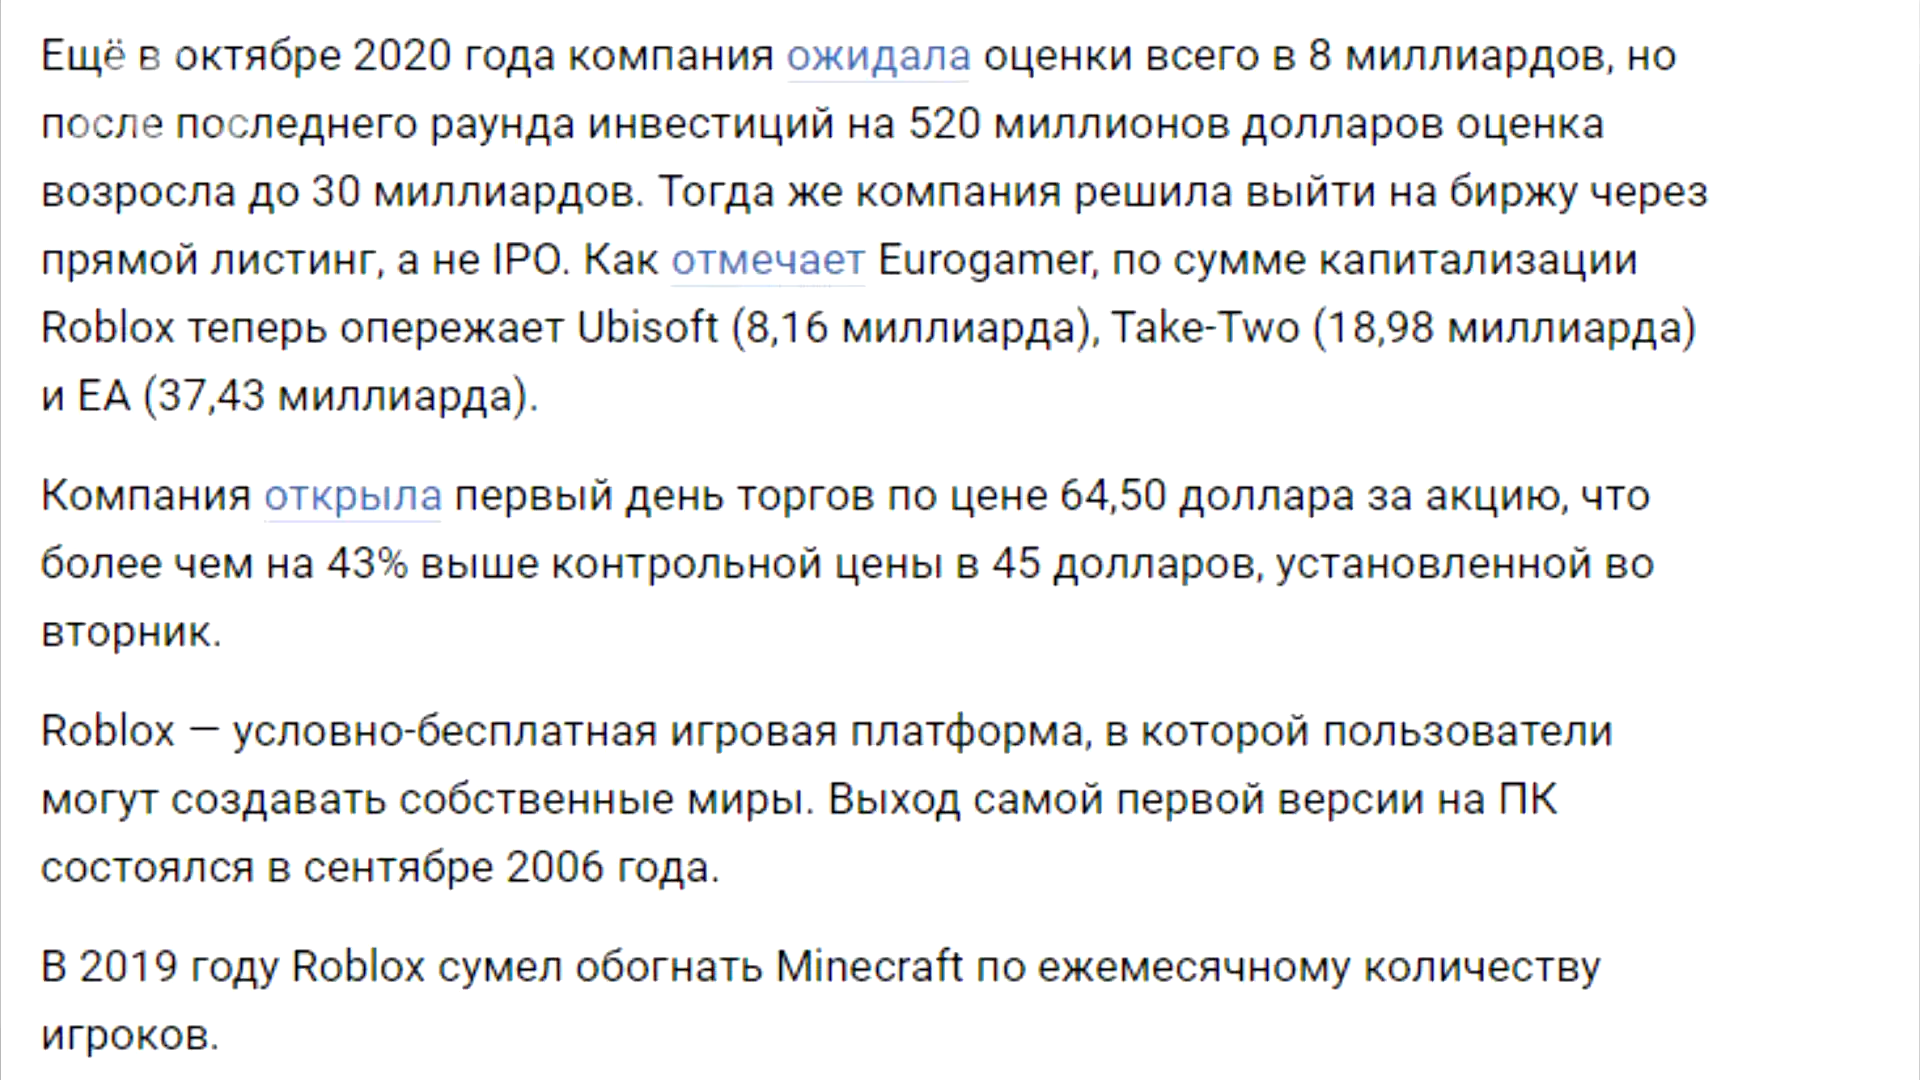 Ещё в октябре 2020 года компания ожидала оценки всего в 8 миллиардов, но
после последнего раунда инвестиций на 520 миллионов долларов оценка
возросла до 30 миллиардов. Тогда же компания решила выйти на биржу через
прямой листинг, а не IPO. Как отмечает Eurogamer, по сумме капитализации
Roblox теперь опережает Ubisoft (8,16 миллиарда), Take-Two (18,98 миллиарда)
и EA (37,43 миллиарда).
Компания открыла первый день торгов по цене 64,50 доллара за акцию, что
более чем на 43% выше контрольной цены в 45 долларов, установленной во
вторник.
Roblox — условно-бесплатная игровая платформа, в которой пользователи
могут создавать собственные миры. Выход самой первой версии на ПК
состоялся в сентябре 2006 года.
В 2019 году Roblox сумел обогнать Minecraft по ежемесячному количеству
игроков.